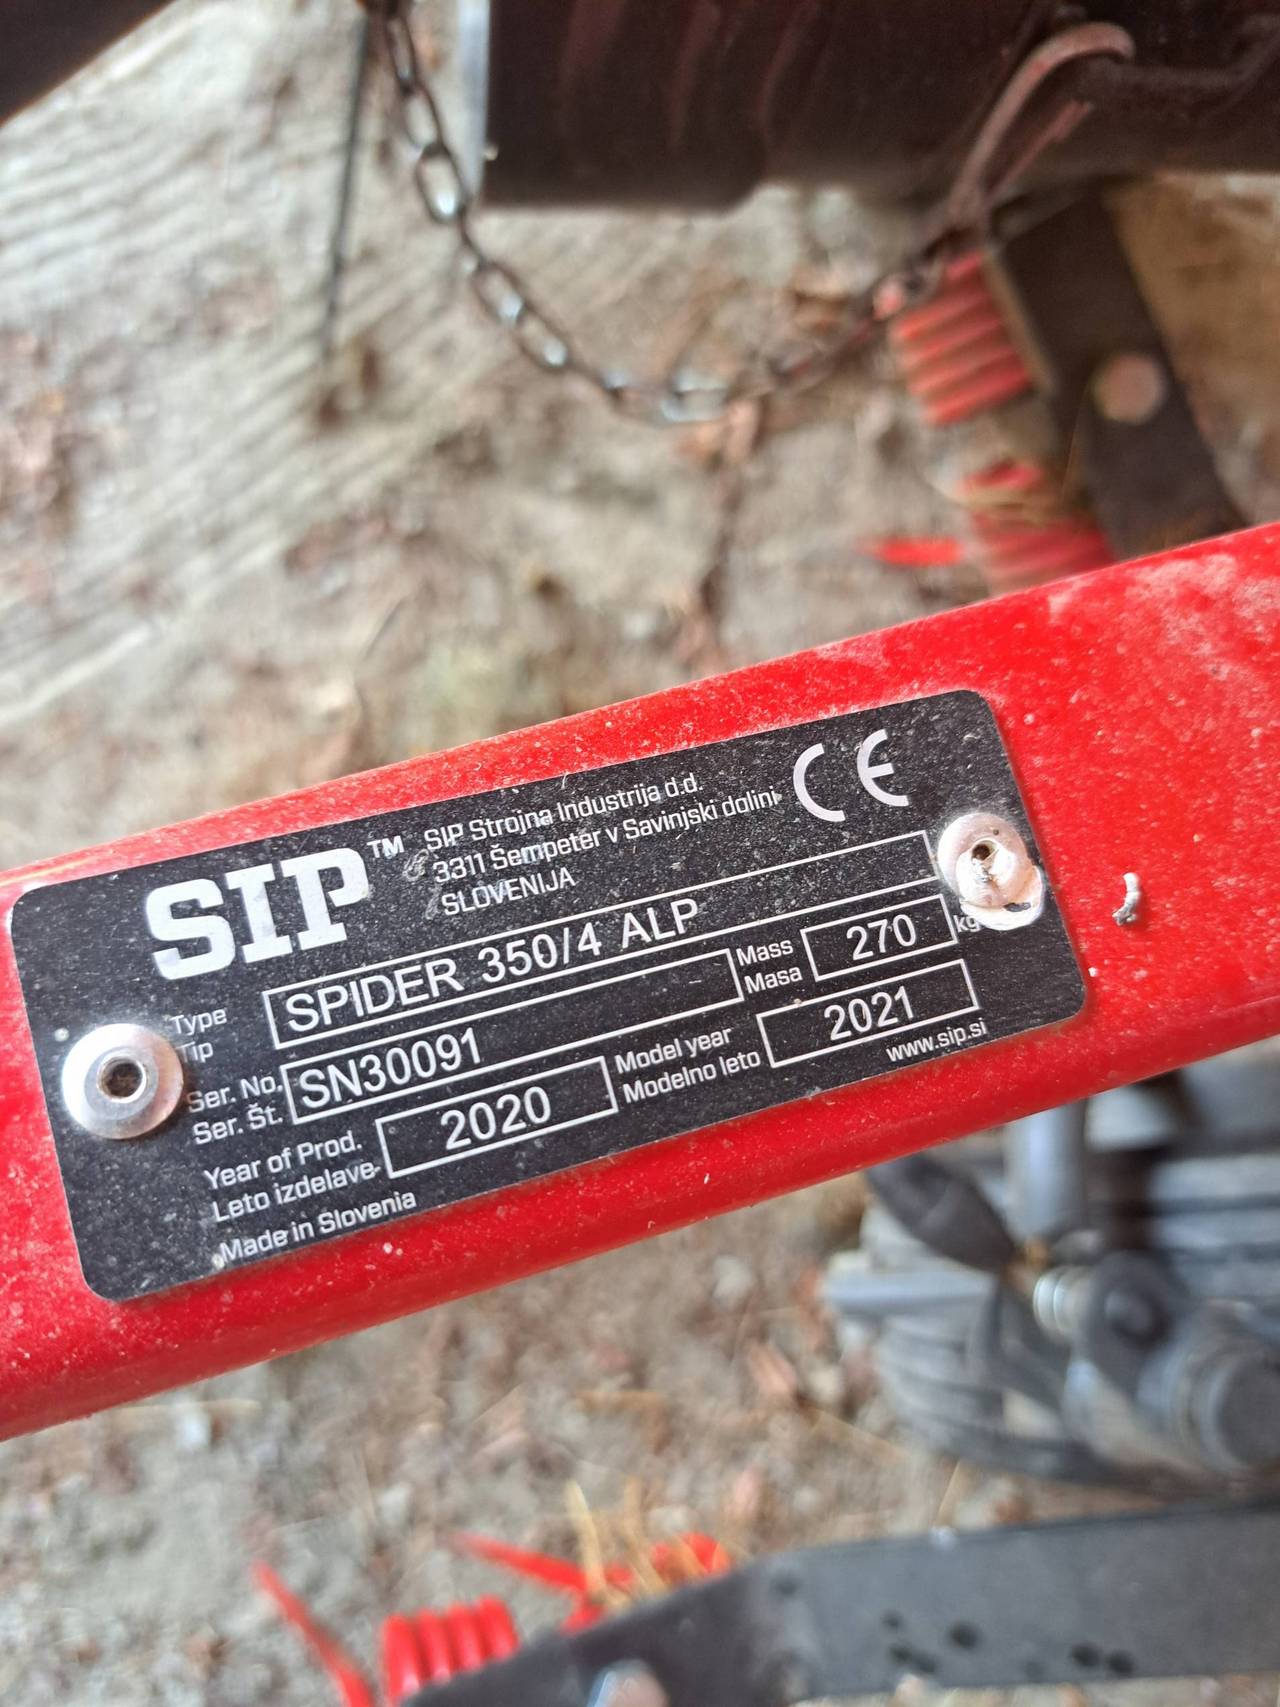 SIP™
SIP Strojna Industrija d.d.
3311 Šempeter v Savinjski dolini
SLOVENIJA
CE
Type
Tip
SPIDER 350/4 ALP
Ser. No.
Ser. Št.
SN30091
Mass
Masa
270
kg
Year of Prod.
Leto izdelave
2020
Model year
Modelno leto
2021
Made in Slovenia
www.sip.si